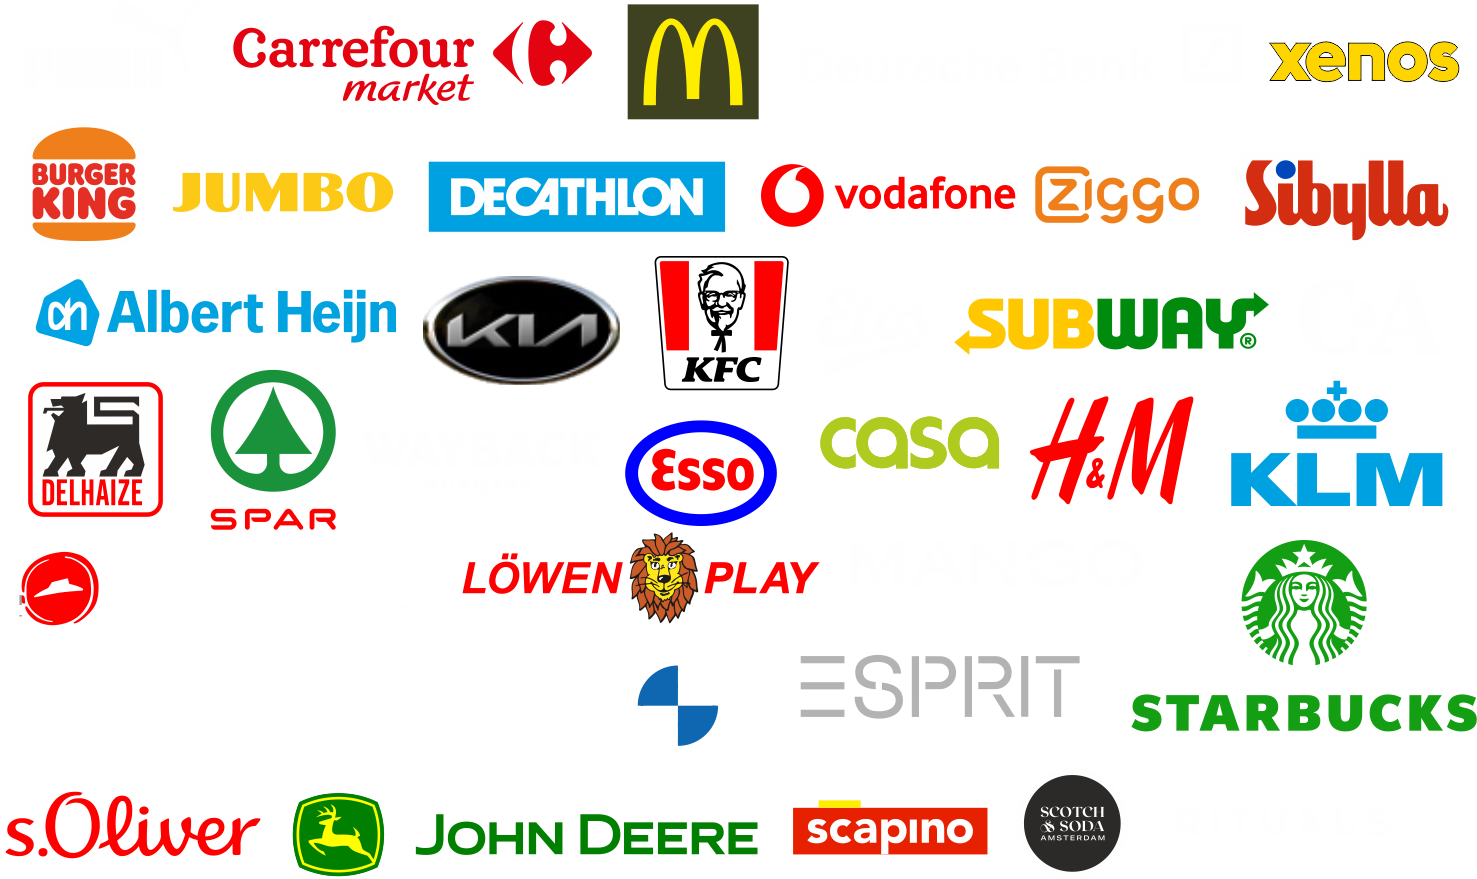 Carrefour
market
xenos
BURGER
KING
JUMBO
DECATHLON
vodafone
Ziggo
Sibylla
ah Albert Heijn
KIA
KFC
SUBWAY®
DELHAIZE
SPAR
Esso
casa
H&M
KLM
LÖWEN PLAY
ESPRIT
STARBUCKS
s.Oliver
JOHN DEERE
scapino
SCOTCH
& SODA
AMSTERDAM